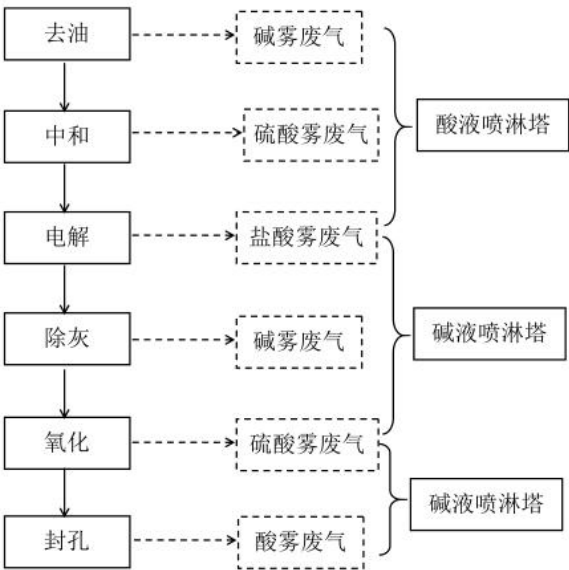 去油
碱雾废气
中和
硫酸雾废气
酸液喷淋塔
电解
盐酸雾废气
除灰
碱雾废气
碱液喷淋塔
氧化
硫酸雾废气
碱液喷淋塔
封孔
酸雾废气